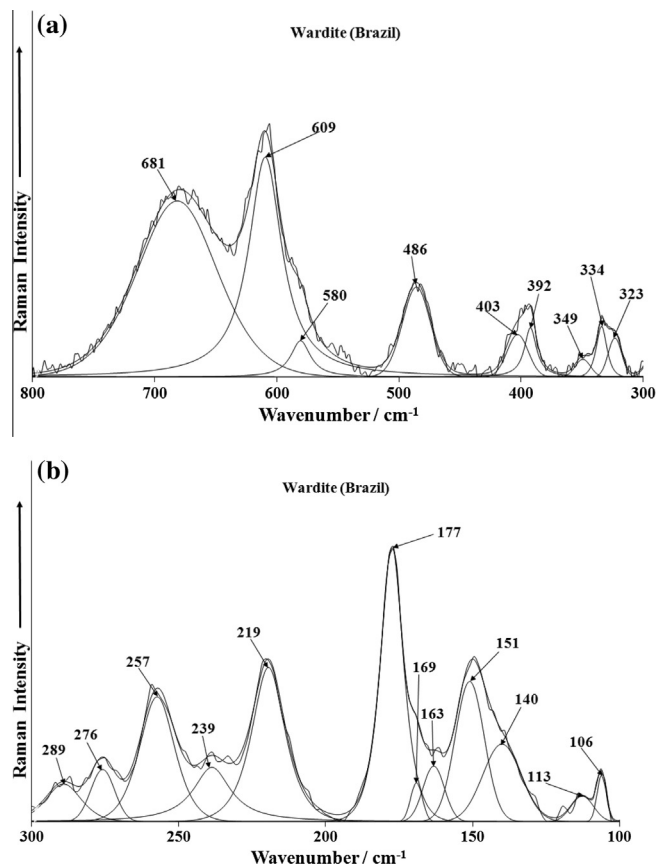 (a)
Wardite (Brazil)
Raman Intensity
681
609
580
486
403
392
349
334
323
800 700 600 500 400 300
Wavenumber / cm-1
(b)
Wardite (Brazil)
Raman Intensity
289
276
257
239
219
177
169
163
151
140
113
106
300 250 200 150 100
Wavenumber / cm-1